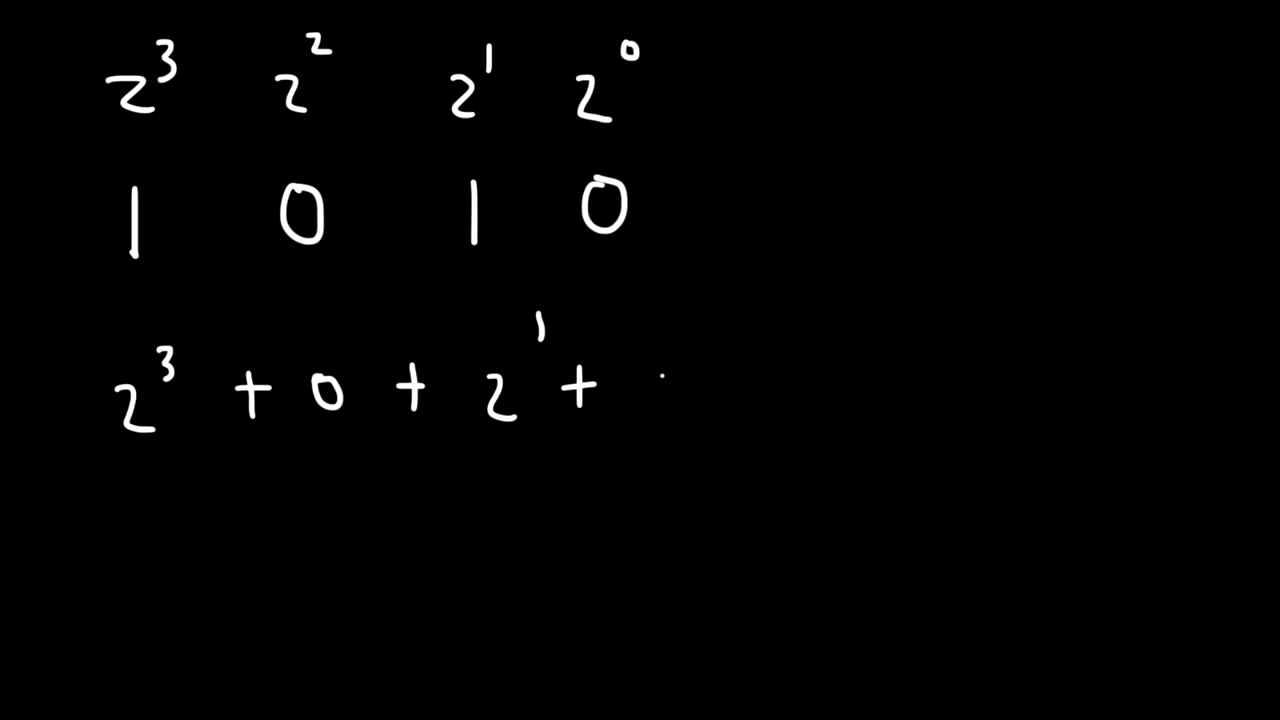 2³ 2² 2¹ 2⁰
1 0 1 0
2³ + 0 + 2¹ +